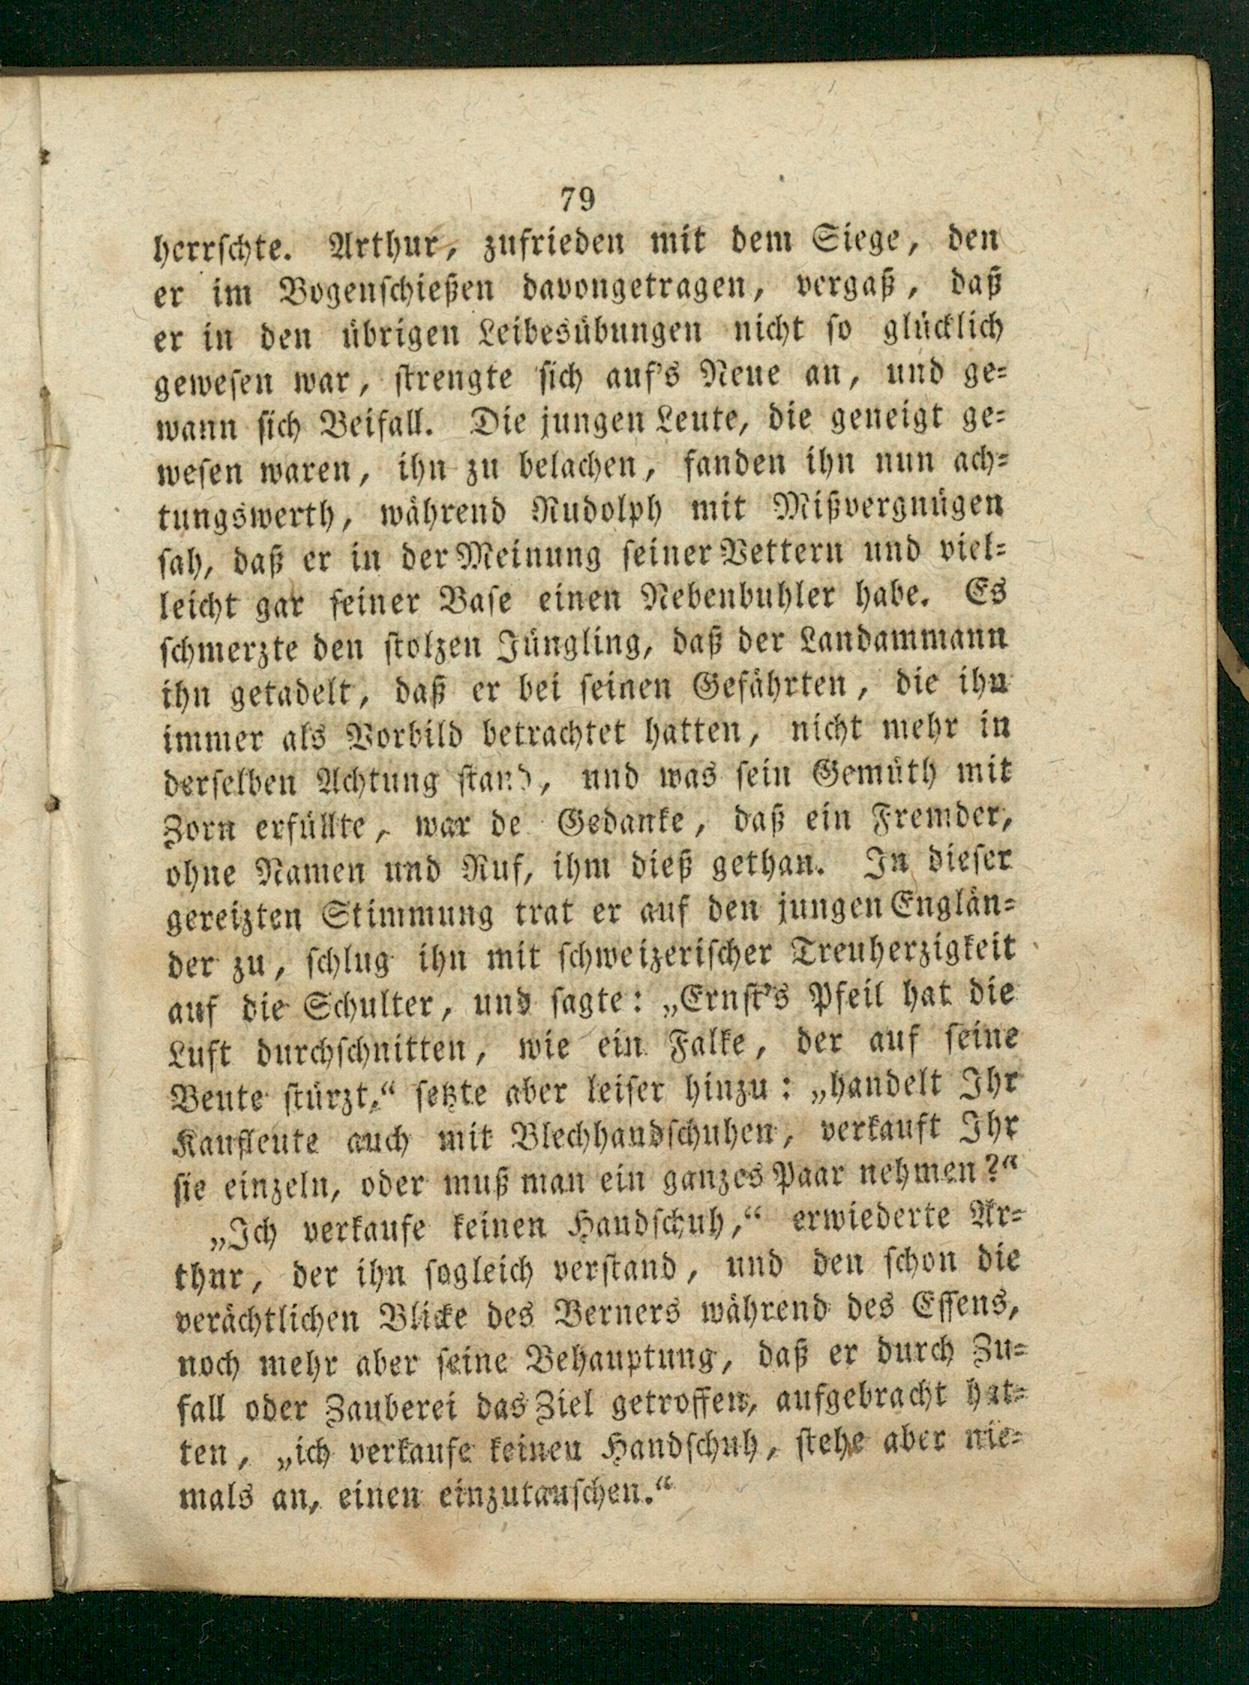 79
herrschte. Arthur, zufrieden mit dem Siege, den
er im Bogenschießen davongetragen, vergaß, daß
er in den übrigen Leibesübungen nicht so glücklich
gewesen war, strengte sich auf's Neue an, und ge=
wann sich Beifall. Die jungen Leute, die geneigt ge=
wesen waren, ihn zu belachen, fanden ihn nun ach=
tungswerth, während Rudolph mit Mißvergnügen
sah, daß er in der Meinung seiner Vettern und viel=
leicht gar seiner Base einen Nebenbuhler habe. Es
schmerzte den stolzen Jüngling, daß der Landammann
ihn getadelt, daß er bei seinen Gefährten, die ihn
immer als Vorbild betrachtet hatten, nicht mehr in
derselben Achtung stand, und was sein Gemüth mit
Zorn erfüllte, war de Gedanke, daß ein Fremder,
ohne Namen und Ruf, ihm dieß gethan. In dieser
gereizten Stimmung trat er auf den jungen Englän=
der zu, schlug ihn mit schweizerischer Treuherzigkeit
auf die Schulter, und sagte: „Ernst's Pfeil hat die
Luft durchschnitten, wie ein Falke, der auf seine
Beute stürzt,“ setzte aber leiser hinzu: „handelt Ihr
Kaufleute auch mit Blechhandschuhen, verkauft Ihr
sie einzeln, oder muß man ein ganzes Paar nehmen?“
„Ich verkaufe keinen Handschuh,“ erwiederte Ar=
thur, der ihn sogleich verstand, und den schon die
verächtlichen Blicke des Berners während des Essens,
noch mehr aber seine Behauptung, daß er durch Zu=
fall oder Zauberei das Ziel getroffen, aufgebracht hat=
ten, „ich verkaufe keinen Handschuh, stehe aber nie=
mals an, einen einzutauschen.“